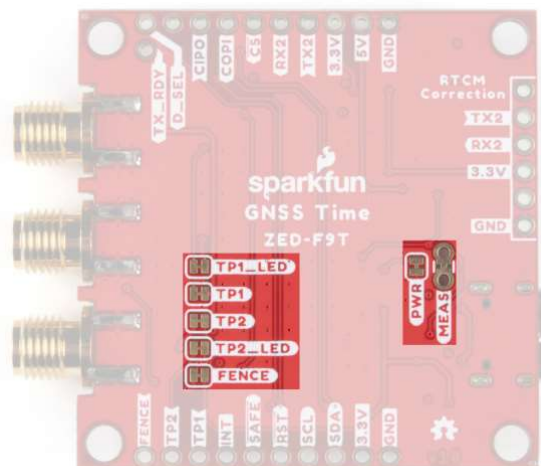 TX_RDY
D_SEL
CIPO
COPI
CS
RX2
TX2
3.3V
5V
GND
RTCM
Correction
TX2
RX2
3.3V
GND
sparkfun
GNSS Time
ZED-F9T
TP1_LED
TP1
TP2
TP2_LED
FENCE
PWR
MEAS
FENCE
TP2
TP1
INT
SAFE
RST
SCL
SDA
3.3V
GND